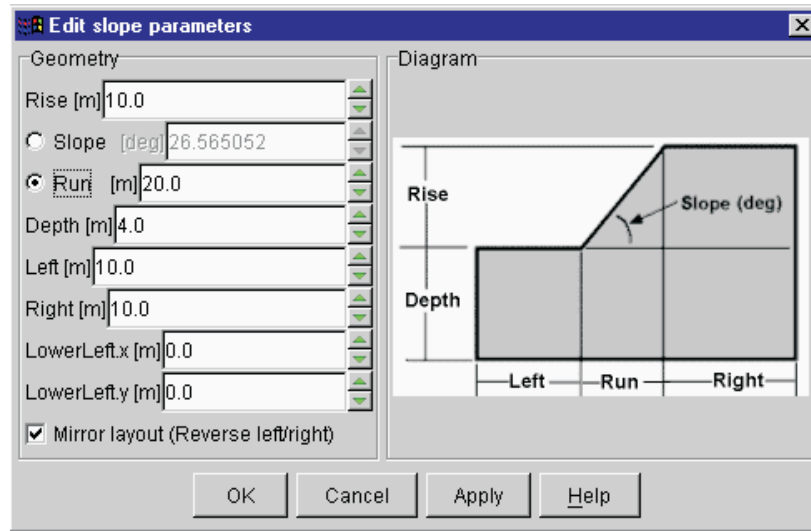 Edit slope parameters
Geometry
Rise [m] 10.0
Slope [deg] 26.565052
Run [m] 20.0
Depth [m] 4.0
Left [m] 10.0
Right [m] 10.0
LowerLeft.x [m] 0.0
LowerLeft.y [m] 0.0
Mirror layout (Reverse left/right)
Diagram
Rise
Slope (deg)
Depth
Left Run Right
OK Cancel Apply Help